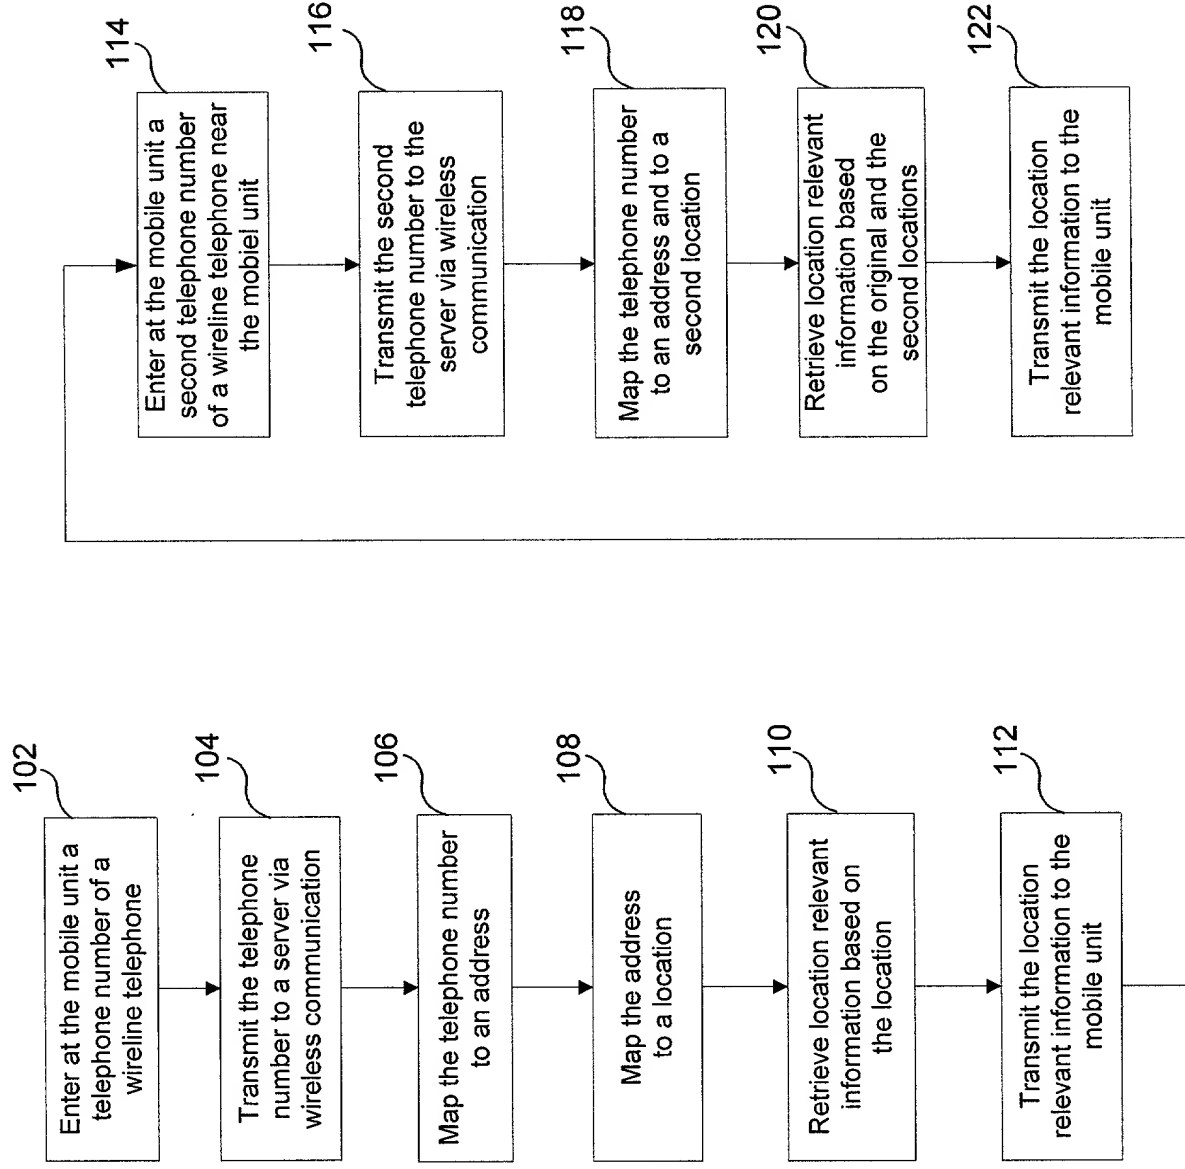 102
Enter at the mobile unit a
telephone number of a
wireline telephone
104
Transmit the telephone
number to a server via
wireless communication
106
Map the telephone number
to an address
108
Map the address
to a location
110
Retrieve location relevant
information based on
the location
112
Transmit the location
relevant information to the
mobile unit
114
Enter at the mobile unit a
second telephone number
of a wireline telephone near
the mobiel unit
116
Transmit the second
telephone number to the
server via wireless
communication
118
Map the telephone number
to an address and to a
second location
120
Retrieve location relevant
information based
on the original and the
second locations
122
Transmit the location
relevant information to the
mobile unit